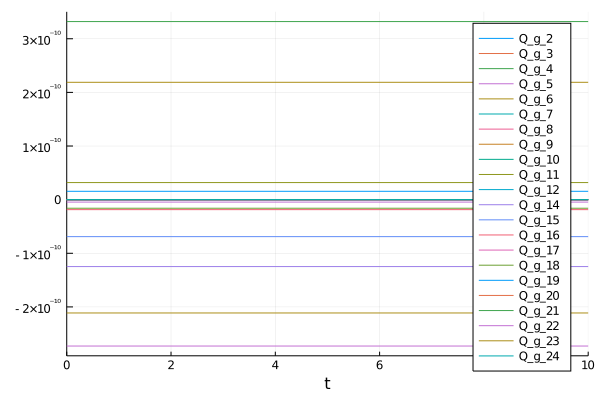 3×10⁻¹⁰
2×10⁻¹⁰
1×10⁻¹⁰
0
- 1×10⁻¹⁰
- 2×10⁻¹⁰
0 2 4 6 10
t
Q_g_2
Q_g_3
Q_g_4
Q_g_5
Q_g_6
Q_g_7
Q_g_8
Q_g_9
Q_g_10
Q_g_11
Q_g_12
Q_g_14
Q_g_15
Q_g_16
Q_g_17
Q_g_18
Q_g_19
Q_g_20
Q_g_21
Q_g_22
Q_g_23
Q_g_24